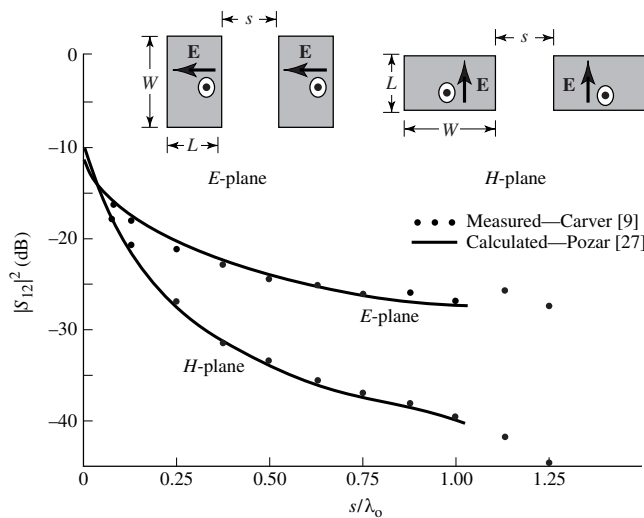 s
s
E
E
E
E
W
L
L
W
E-plane
H-plane
Measured—Carver [9]
Calculated—Pozar [27]
E-plane
H-plane
|S12|² (dB)
0
−10
−20
−30
−40
0
0.25
0.50
0.75
1.00
1.25
s/λo